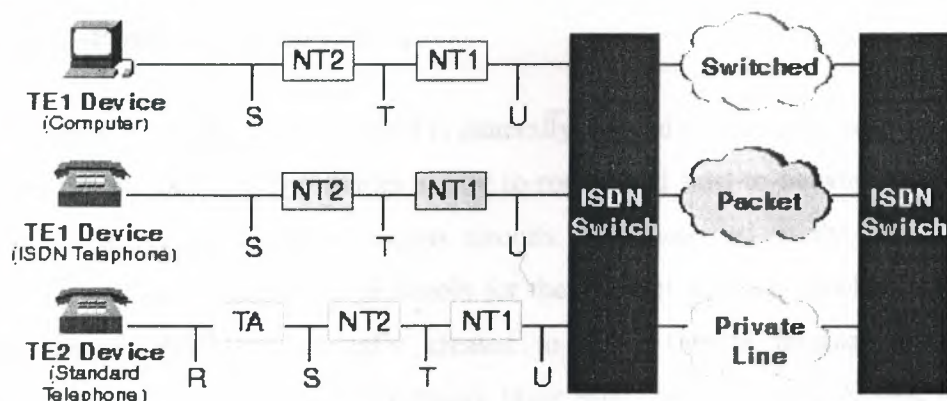 NT2 NT1 Switched
TE1 Device
(Computer)
S T U
NT2 NT1 ISDN Switch Packet ISDN Switch
TE1 Device
(ISDN Telephone)
S T U
TA NT2 NT1 Private Line
TE2 Device
(Standard Telephone)
R S T U